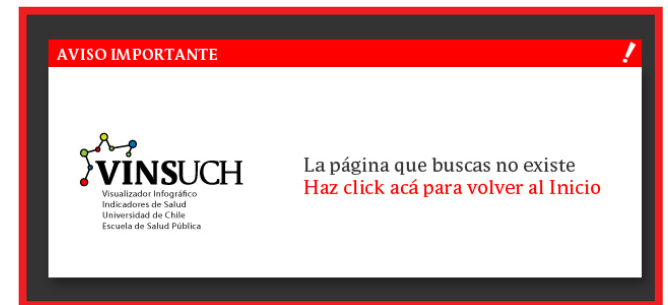 AVISO IMPORTANTE !
VINSUCH
Visualizador Infográfico
Indicadores de Salud
Universidad de Chile
Escuela de Salud Pública
La página que buscas no existe
Haz click acá para volver al Inicio